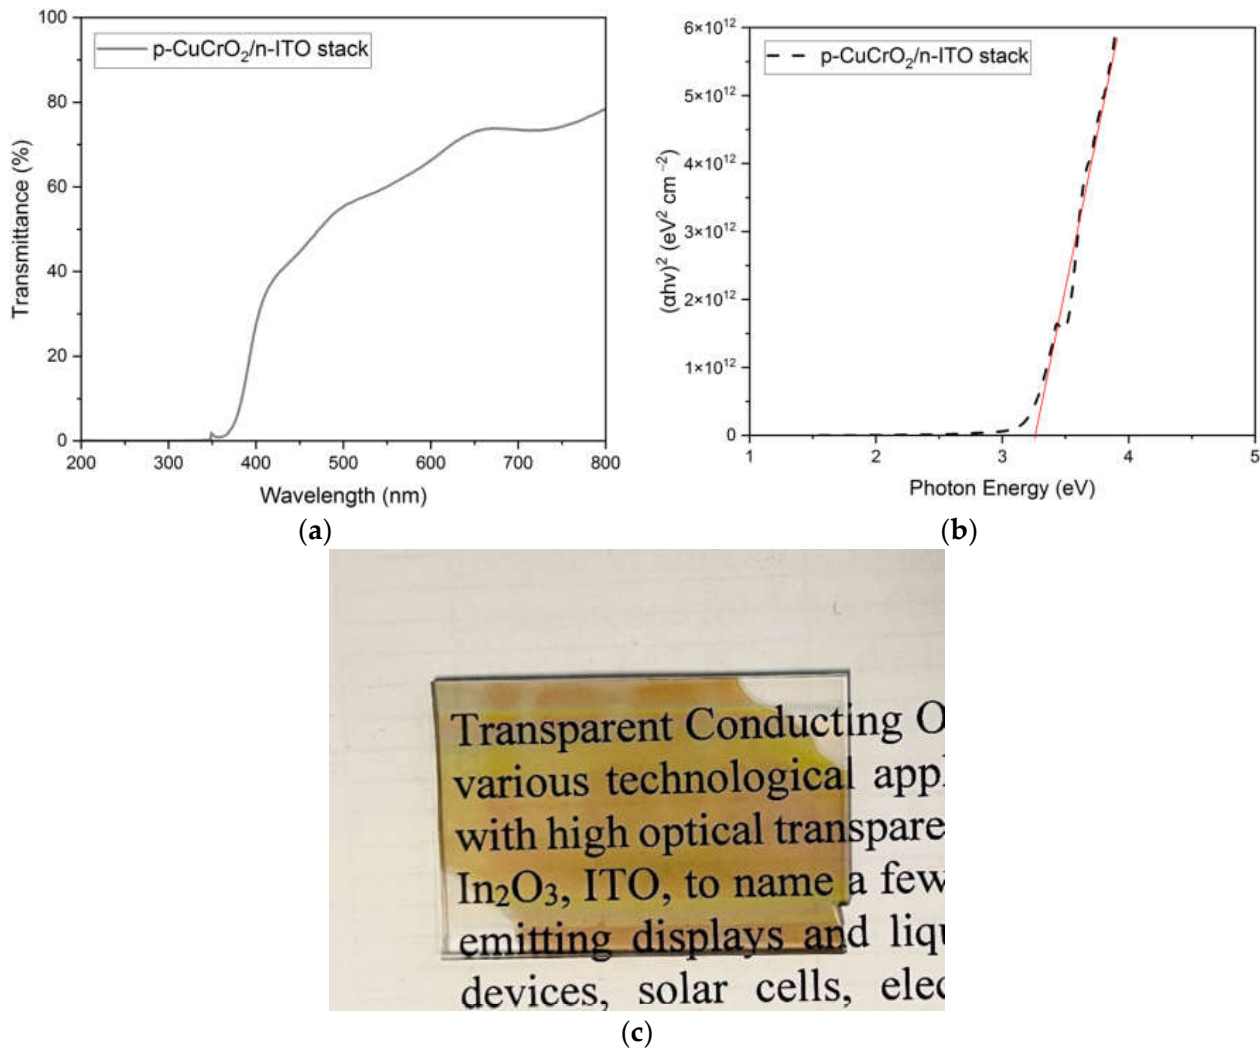 100
80
60
40
20
0
Transmittance (%)
p-CuCrO₂/n-ITO stack
200 300 400 500 600 700 800
Wavelength (nm)
(a)
6×10¹²
5×10¹²
4×10¹²
3×10¹²
2×10¹²
1×10¹²
0
(αhν)² (eV² cm⁻²)
p-CuCrO₂/n-ITO stack
1 2 3 4 5
Photon Energy (eV)
(b)
Transparent Conducting O
various technological appl
with high optical transpare
In₂O₃, ITO, to name a few
emitting displays and liqu
devices, solar cells, elec
(c)